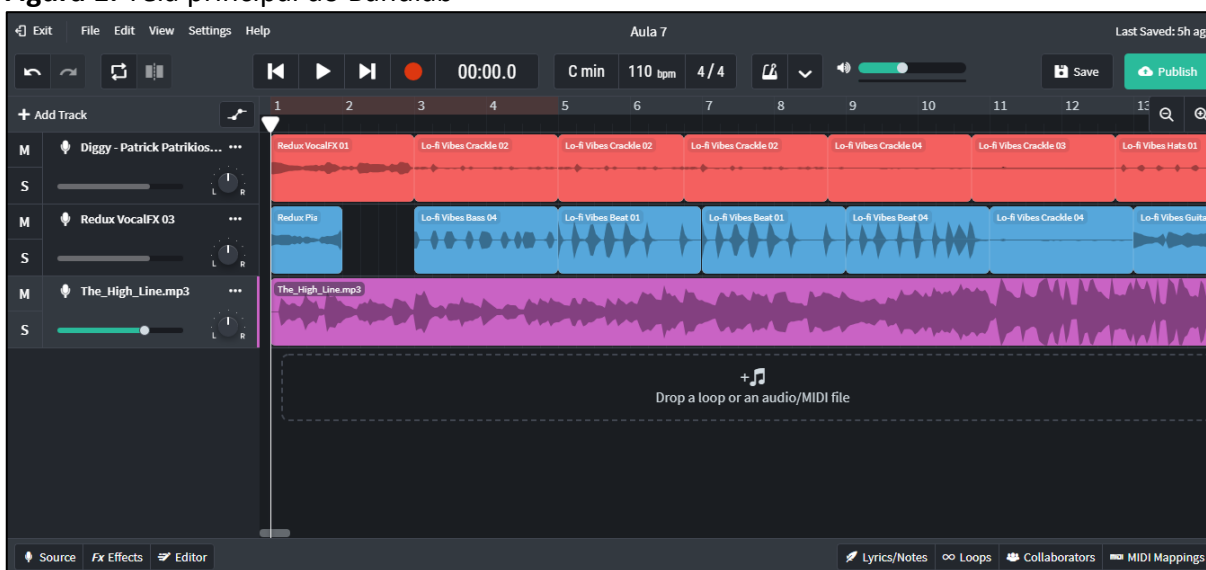 Figura 1: Tela principal do Bandlab
Exit File Edit View Settings Help Aula 7 Last Saved: 5h ag
00:00.0 C min 110 bpm 4/4 Save Publish
+ Add Track 1 2 3 4 5 6 7 8 9 10 11 12 13
M Diggy - Patrick Patrikios... Redux VocalFX 01 Lo-fi Vibes Crackle 02 Lo-fi Vibes Crackle 02 Lo-fi Vibes Crackle 02 Lo-fi Vibes Crackle 04 Lo-fi Vibes Crackle 03 Lo-fi Vibes Hats 01
S L R
M Redux VocalFX 03 Redux Pia Lo-fi Vibes Bass 04 Lo-fi Vibes Beat 01 Lo-fi Vibes Beat 01 Lo-fi Vibes Beat 04 Lo-fi Vibes Crackle 04 Lo-fi Vibes Guita
S L R
M The_High_Line.mp3 The_High_Line.mp3
S L R
Drop a loop or an audio/MIDI file
Source Fx Effects Editor Lyrics/Notes Loops Collaborators MIDI Mappings